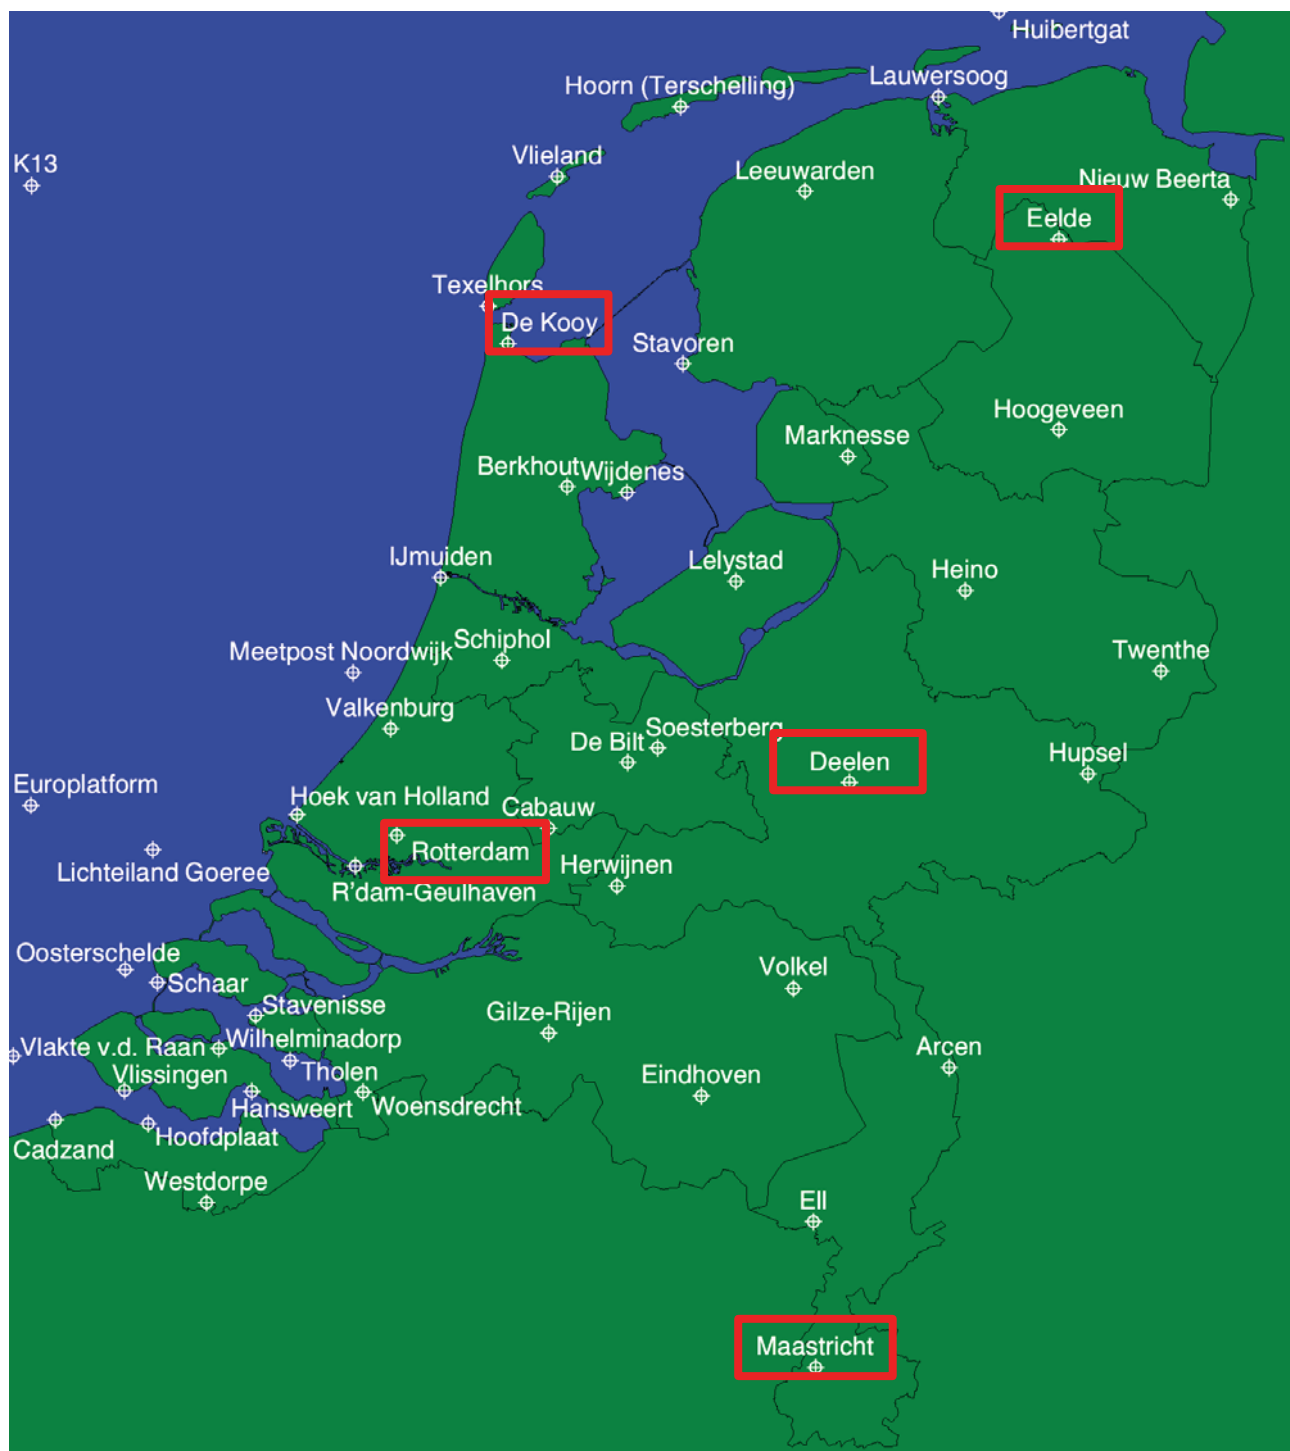 Huibertgat
Hoorn (Terschelling)
Lauwersoog
K13
Vlieland
Leeuwarden
Nieuw Beerta
Eelde
Texelhors
De Kooy
Stavoren
Hoogeveen
Marknesse
Berkhout
Wijdenes
IJmuiden
Lelystad
Heino
Schiphol
Meetpost Noordwijk
Twenthe
Valkenburg
Soesterberg
De Bilt
Deelen
Hupsel
Europlatform
Hoek van Holland
Cabauw
Rotterdam
Herwijnen
Lichteiland Goeree
R'dam-Geulhaven
Oosterschelde
Volkel
Schaar
Stavenisse
Gilze-Rijen
Wilhelminadorp
Vlakte v.d. Raan
Arcen
Tholen
Vlissingen
Eindhoven
Hansweert
Woensdrecht
Hoofdplaat
Cadzand
Westdorpe
Ell
Maastricht